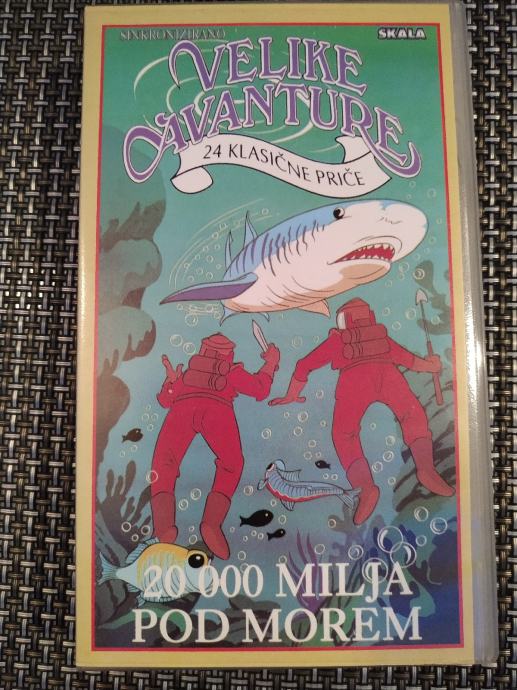 SINKRONIZIRANO
SKALA
VELIKE
AVANTURE
24 KLASIČNE PRIČE
20 000 MILJA
POD MOREM